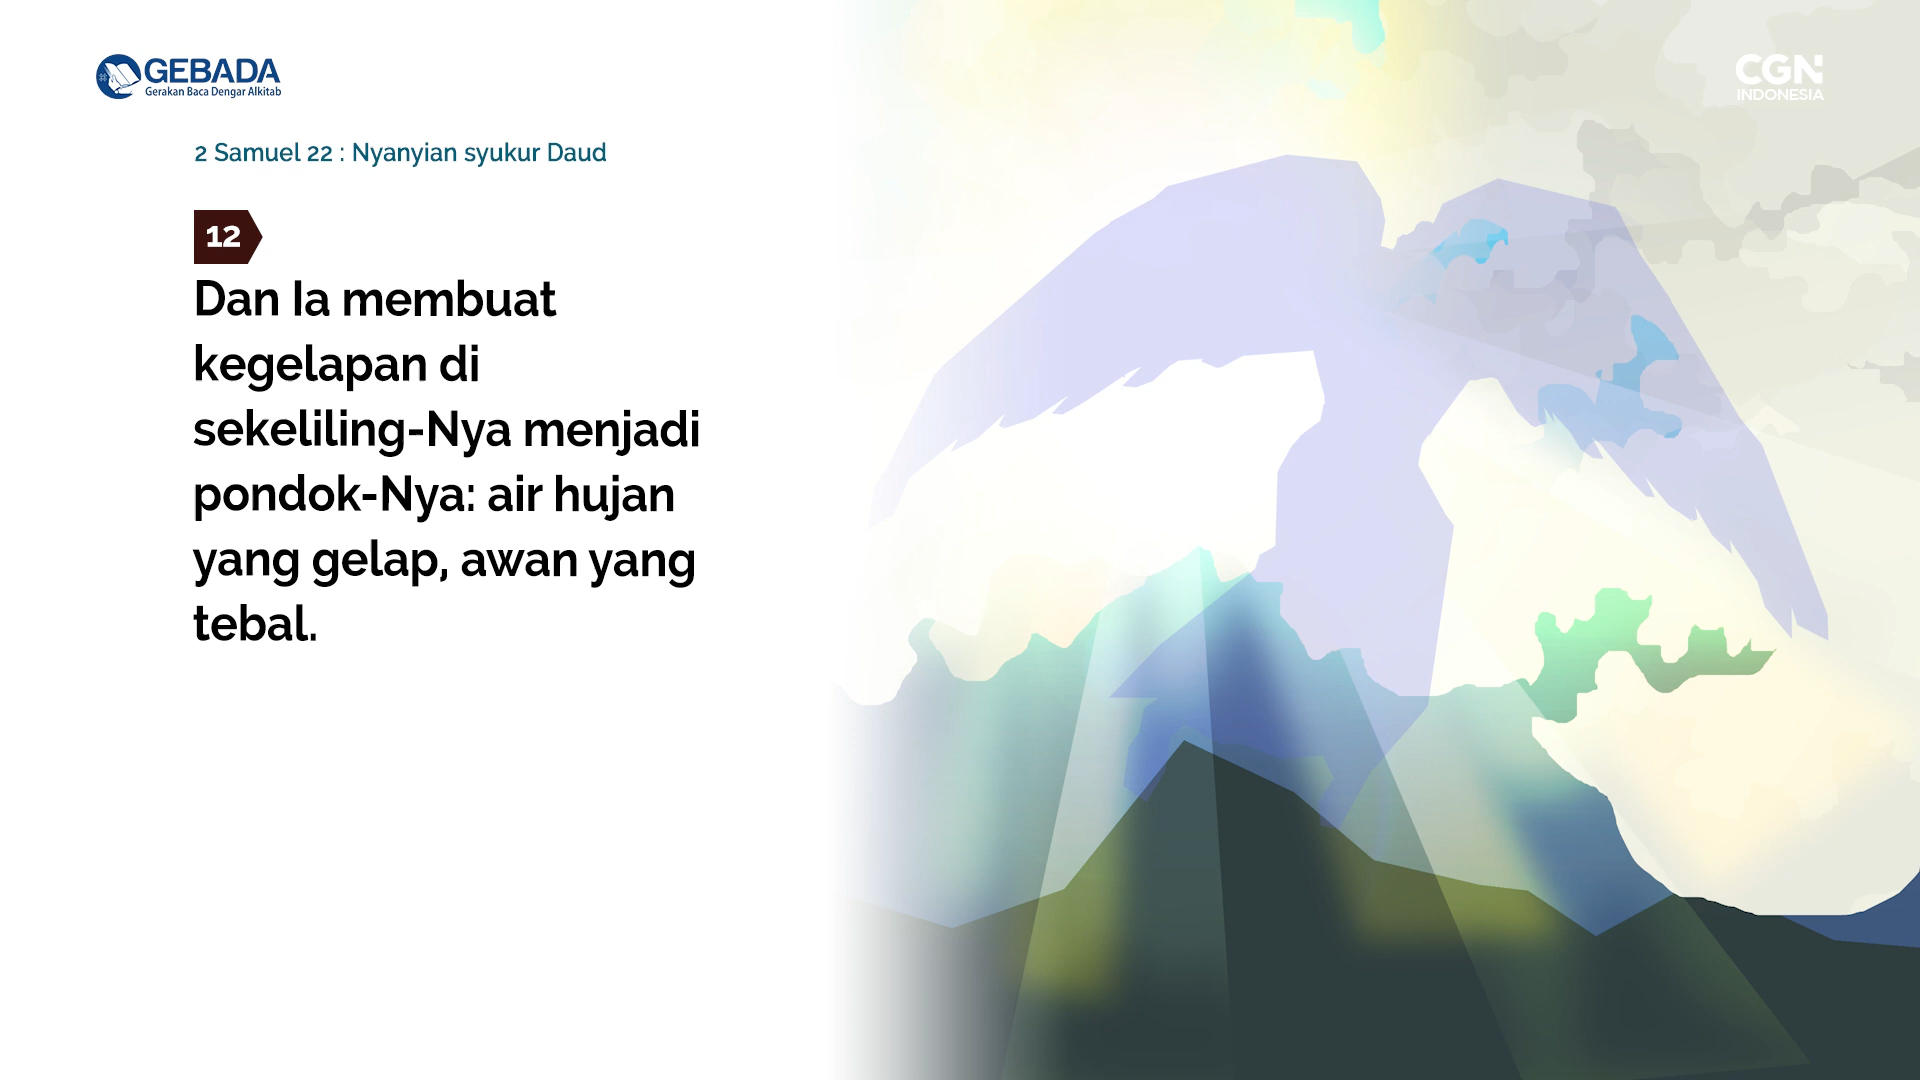 GEBADA
Gerakan Baca Dengar Alkitab
CGN
INDONESIA
2 Samuel 22 : Nyanyian syukur Daud
12
Dan Ia membuat
kegelapan di
sekeliling-Nya menjadi
pondok-Nya: air hujan
yang gelap, awan yang
tebal.